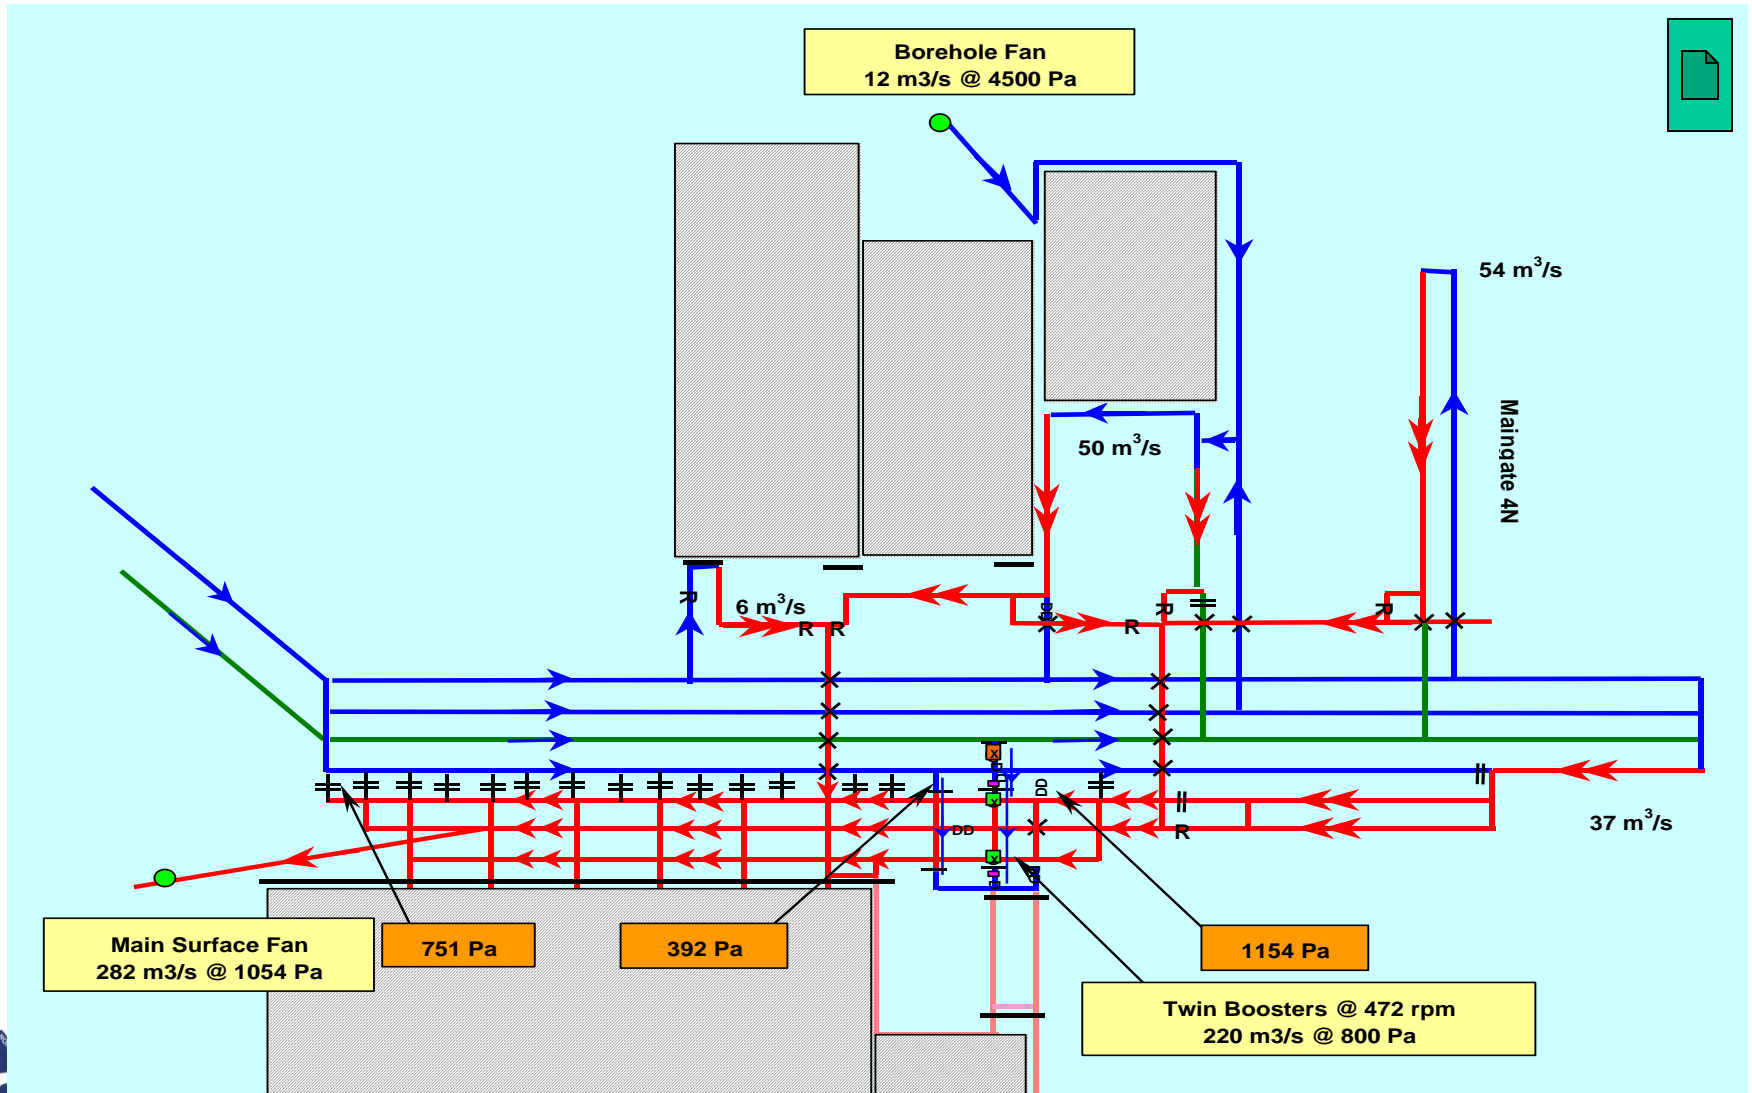 Borehole Fan
12 m3/s @ 4500 Pa
54 m³/s
Maingate 4N
50 m³/s
R
6 m³/s
R R
DD
R
R
R
DD
DD
R
37 m³/s
Main Surface Fan
282 m3/s @ 1054 Pa
751 Pa
392 Pa
1154 Pa
Twin Boosters @ 472 rpm
220 m3/s @ 800 Pa